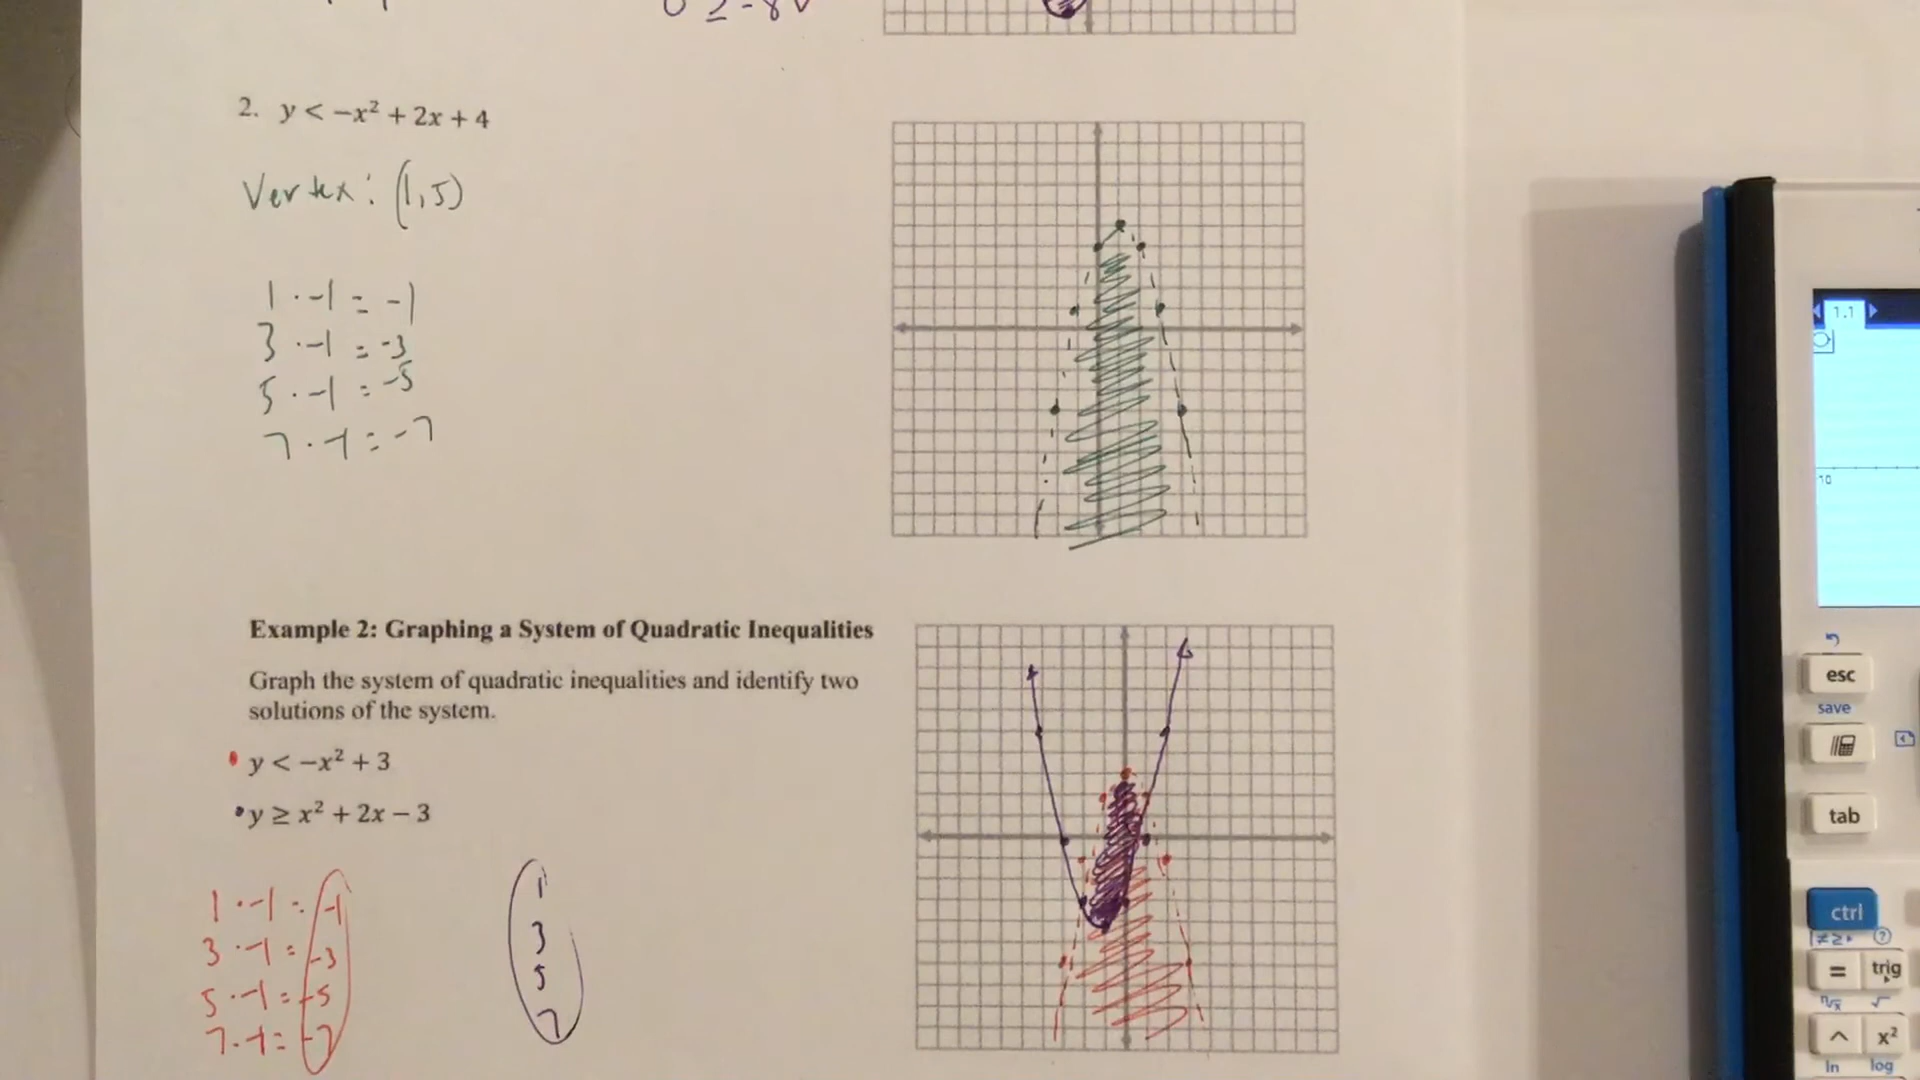 0 ≥ -8 ✓
2. y < −x² + 2x + 4
Vertex: (1,5)
1 · -1 = -1
3 · -1 = -3
5 · -1 = -5
7 · -1 = -7
Example 2: Graphing a System of Quadratic Inequalities
Graph the system of quadratic inequalities and identify two
solutions of the system.
y < −x² + 3
y ≥ x² + 2x − 3
1 · -1 = -1
3 · -1 = -3
5 · -1 = -5
7 · -1 = -7
1
3
5
7
1.1
-10
esc
save
tab
ctrl
= trig
^ x²
ln log